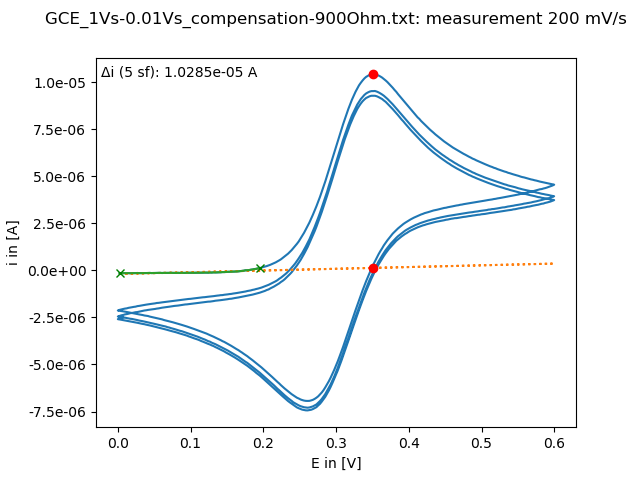 GCE_1Vs-0.01Vs_compensation-900Ohm.txt: measurement 200 mV/s
Δi (5 sf): 1.0285e-05 A
1.0e-05
7.5e-06
5.0e-06
2.5e-06
0.0e+00
-2.5e-06
-5.0e-06
-7.5e-06
i in [A]
0.0 0.1 0.2 0.3 0.4 0.5 0.6
E in [V]